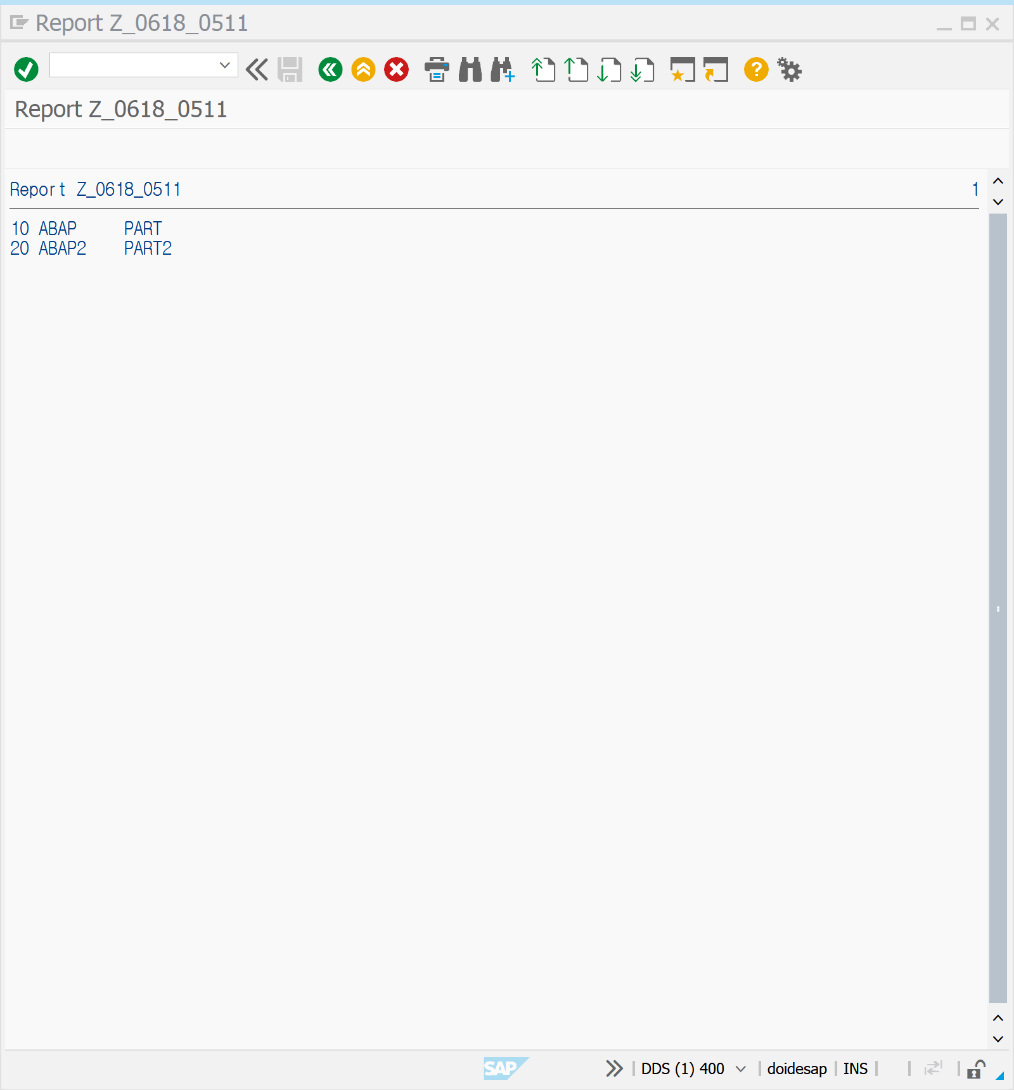 Report Z_0618_0511
Report Z_0618_0511
Report Z_0618_0511 1
10 ABAP PART
20 ABAP2 PART2
SAP DDS (1) 400 doidesap INS